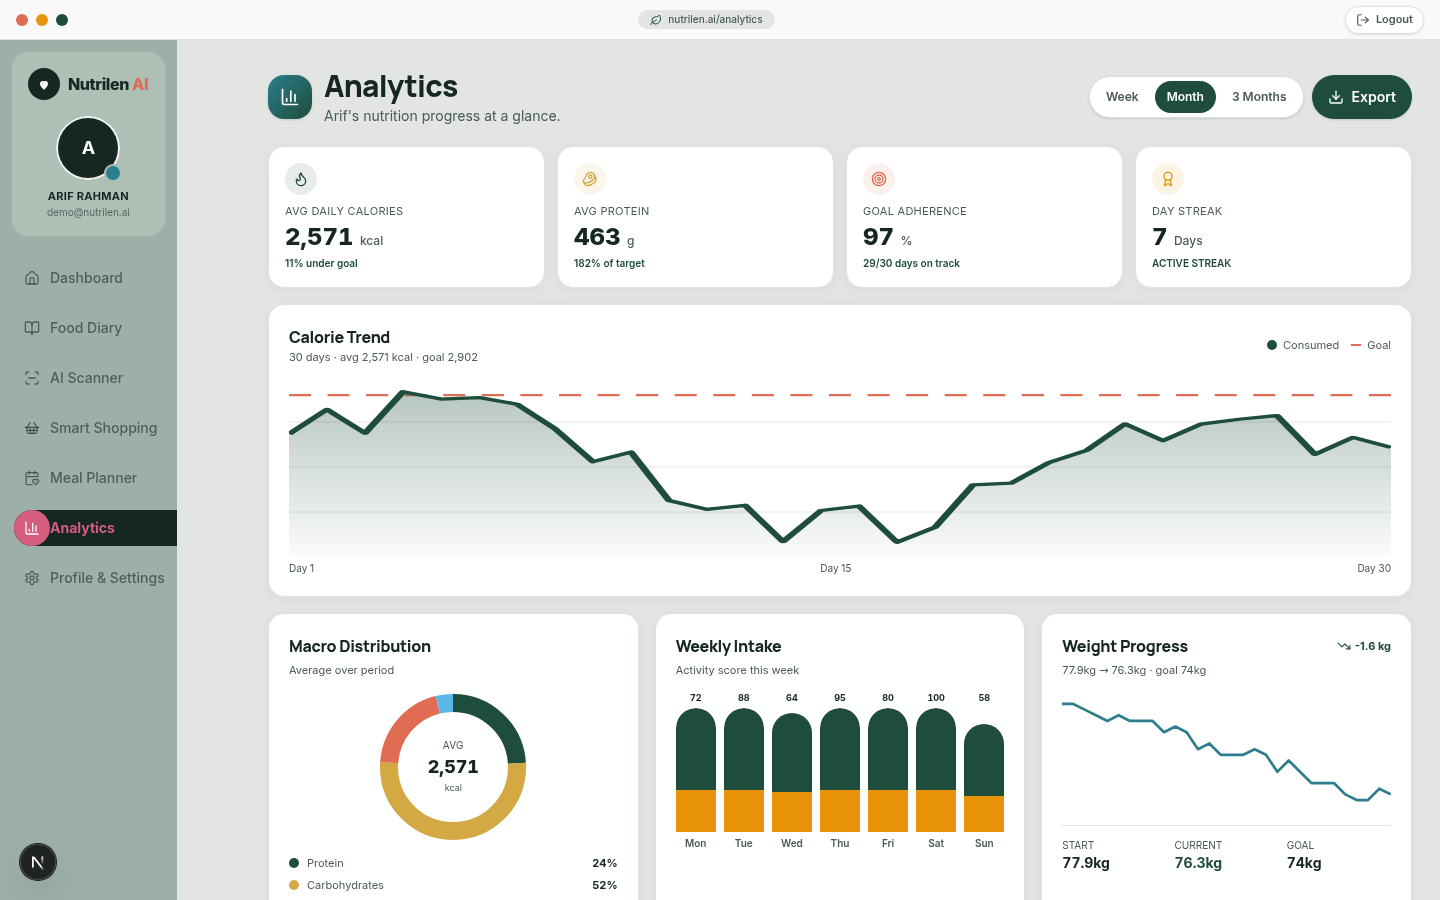 nutrilen.ai/analytics
Logout
Nutrilen AI
A
ARIF RAHMAN
demo@nutrilen.ai
Dashboard
Food Diary
AI Scanner
Smart Shopping
Meal Planner
Analytics
Profile & Settings
N
Analytics
Arif's nutrition progress at a glance.
Week Month 3 Months
Export
AVG DAILY CALORIES
2,571 kcal
11% under goal
AVG PROTEIN
463 g
182% of target
GOAL ADHERENCE
97 %
29/30 days on track
DAY STREAK
7 Days
ACTIVE STREAK
Calorie Trend
30 days · avg 2,571 kcal · goal 2,902
Consumed Goal
Day 1 Day 15 Day 30
Macro Distribution
Average over period
AVG
2,571
kcal
Protein 24%
Carbohydrates 52%
Weekly Intake
Activity score this week
72 88 64 95 80 100 58
Mon Tue Wed Thu Fri Sat Sun
Weight Progress
-1.6 kg
77.9kg → 76.3kg · goal 74kg
START CURRENT GOAL
77.9kg 76.3kg 74kg